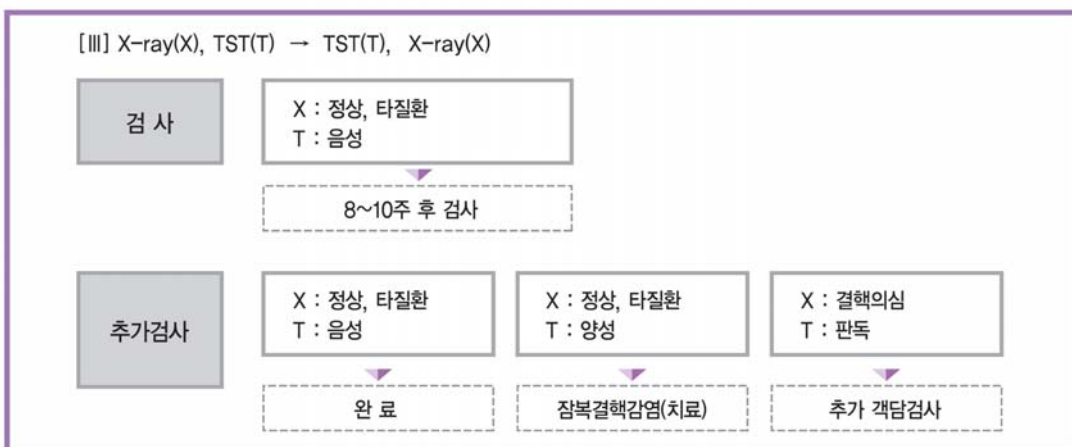 [Ⅲ] X-ray(X), TST(T) → TST(T), X-ray(X)
검 사
X : 정상, 타질환
T : 음성
8~10주 후 검사
추가검사
X : 정상, 타질환
T : 음성
완 료
X : 정상, 타질환
T : 양성
잠복결핵감염(치료)
X : 결핵의심
T : 판독
추가 객담검사